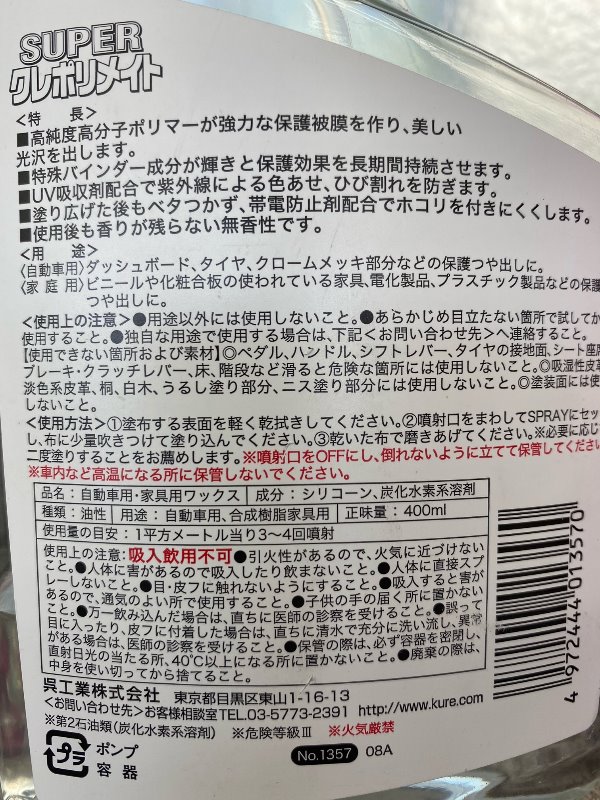 SUPER
クレポリメイト
〈特　長〉
■高純度高分子ポリマーが強力な保護被膜を作り、美しい
光沢を出します。
■特殊バインダー成分が輝きと保護効果を長期間持続させます。
■UV吸収剤配合で紫外線による色あせ、ひび割れを防ぎます。
■塗り広げた後もベタつかず、帯電防止剤配合でホコリを付きにくくします。
■使用後も香りが残らない無香性です。
〈用　途〉
〈自動車用〉ダッシュボード、タイヤ、クロームメッキ部分などの保護つや出しに。
〈家 庭 用〉ビニールや化粧合板の使われている家具、電化製品、プラスチック製品などの保護
つや出しに。
〈使用上の注意〉●用途以外には使用しないこと。●あらかじめ目立たない箇所で試してか
使用すること。●独自な用途で使用する場合は、下記〈お問い合わせ先〉へ連絡すること。
【使用できない箇所および素材】◎ペダル、ハンドル、シフトレバー、タイヤの接地面、シート座席
ブレーキ・クラッチレバー、床、階段など滑ると危険な箇所には使用しないこと。◎吸湿性皮革
淡色系皮革、桐、白木、うるし塗り部分、ニス塗り部分には使用しないこと。◎塗装面には使
しないこと。
〈使用方法〉①塗布する表面を軽く乾拭きしてください。②噴射口をまわしてSPRAYにセッ
し、布に少量吹きつけて塗り込んでください。③乾いた布で磨きあげてください。※必要に応じ
二度塗りすることをお薦めします。※噴射口をOFFにし、倒れないように立てて保管してください
※車内など高温になる所に保管しないでください。
品名：自動車用・家具用ワックス 成分：シリコーン、炭化水素系溶剤
種類：油性 用途：自動車用、合成樹脂家具用 正味量：400ml
使用量の目安：1平方メートル当り3〜4回噴射
使用上の注意：吸入飲用不可●引火性があるので、火気に近づけない
こと。●人体に害があるので吸入したり飲まないこと。●人体に直接スプ
レーしないこと。●目・皮フに触れないようにすること。●吸入すると害が
あるので、通気のよい所で使用すること。●子供の手の届く所に置かない
こと。●万一飲み込んだ場合は、直ちに医師の診察を受けること。●誤って
目に入ったり、皮フに付着した場合は、直ちに清水で充分に洗い流し、異常
がある場合は、医師の診察を受けること。●保管の際は、必ず容器を密閉し、
直射日光の当たる所、40℃以上になる所に置かないこと。●廃棄の際は、
中身を使い切ってから捨てること。
呉工業株式会社 東京都目黒区東山1-16-13
〈お問い合わせ先〉お客様相談室TEL.03-5773-2391 http://www.kure.com/
※第2石油類(炭化水素系溶剤) ※危険等級Ⅲ ※火気厳禁
プラ ポンプ
容 器
No.1357 08A
4 972444 013570